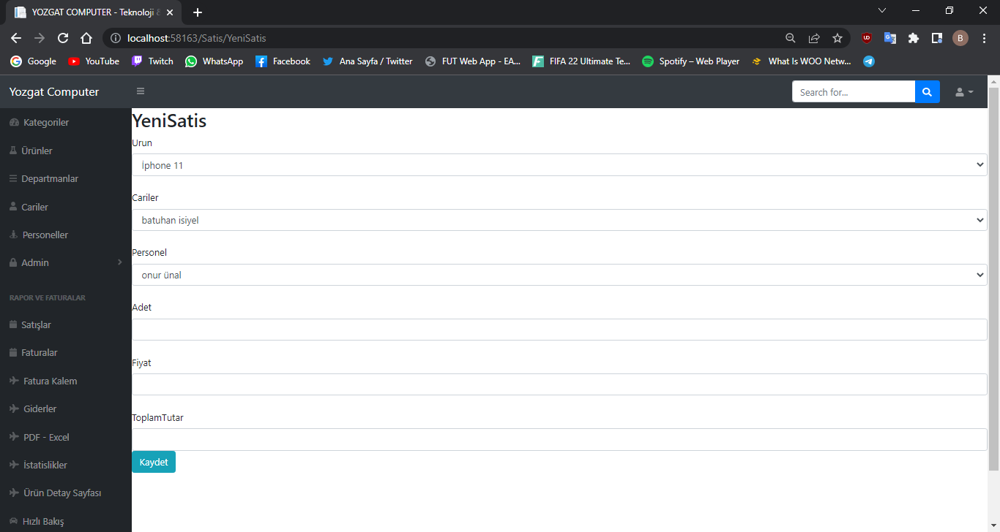 YOZGAT COMPUTER - Teknoloji &
localhost:58163/Satis/YeniSatis
UD
B
Google YouTube Twitch WhatsApp Facebook Ana Sayfa / Twitter FUT Web App - EA... FIFA 22 Ultimate Te... Spotify – Web Player What Is WOO Netw...
Yozgat Computer
Search for...
Kategoriler
Ürünler
Departmanlar
Cariler
Personeller
Admin
RAPOR VE FATURALAR
Satışlar
Faturalar
Fatura Kalem
Giderler
PDF - Excel
İstatislikler
Ürün Detay Sayfası
Hızlı Bakış
YeniSatis
Urun
İphone 11
Cariler
batuhan isiyel
Personel
onur ünal
Adet
Fiyat
ToplamTutar
Kaydet